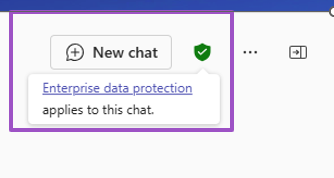 New chat
Enterprise data protection
applies to this chat.